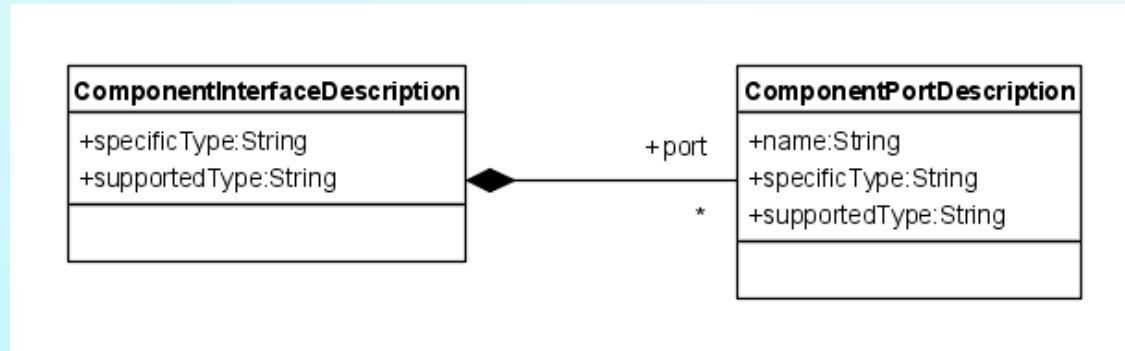 ComponentInterfaceDescription
+specificType:String
+supportedType:String
+port
*
ComponentPortDescription
+name:String
+specificType:String
+supportedType:String